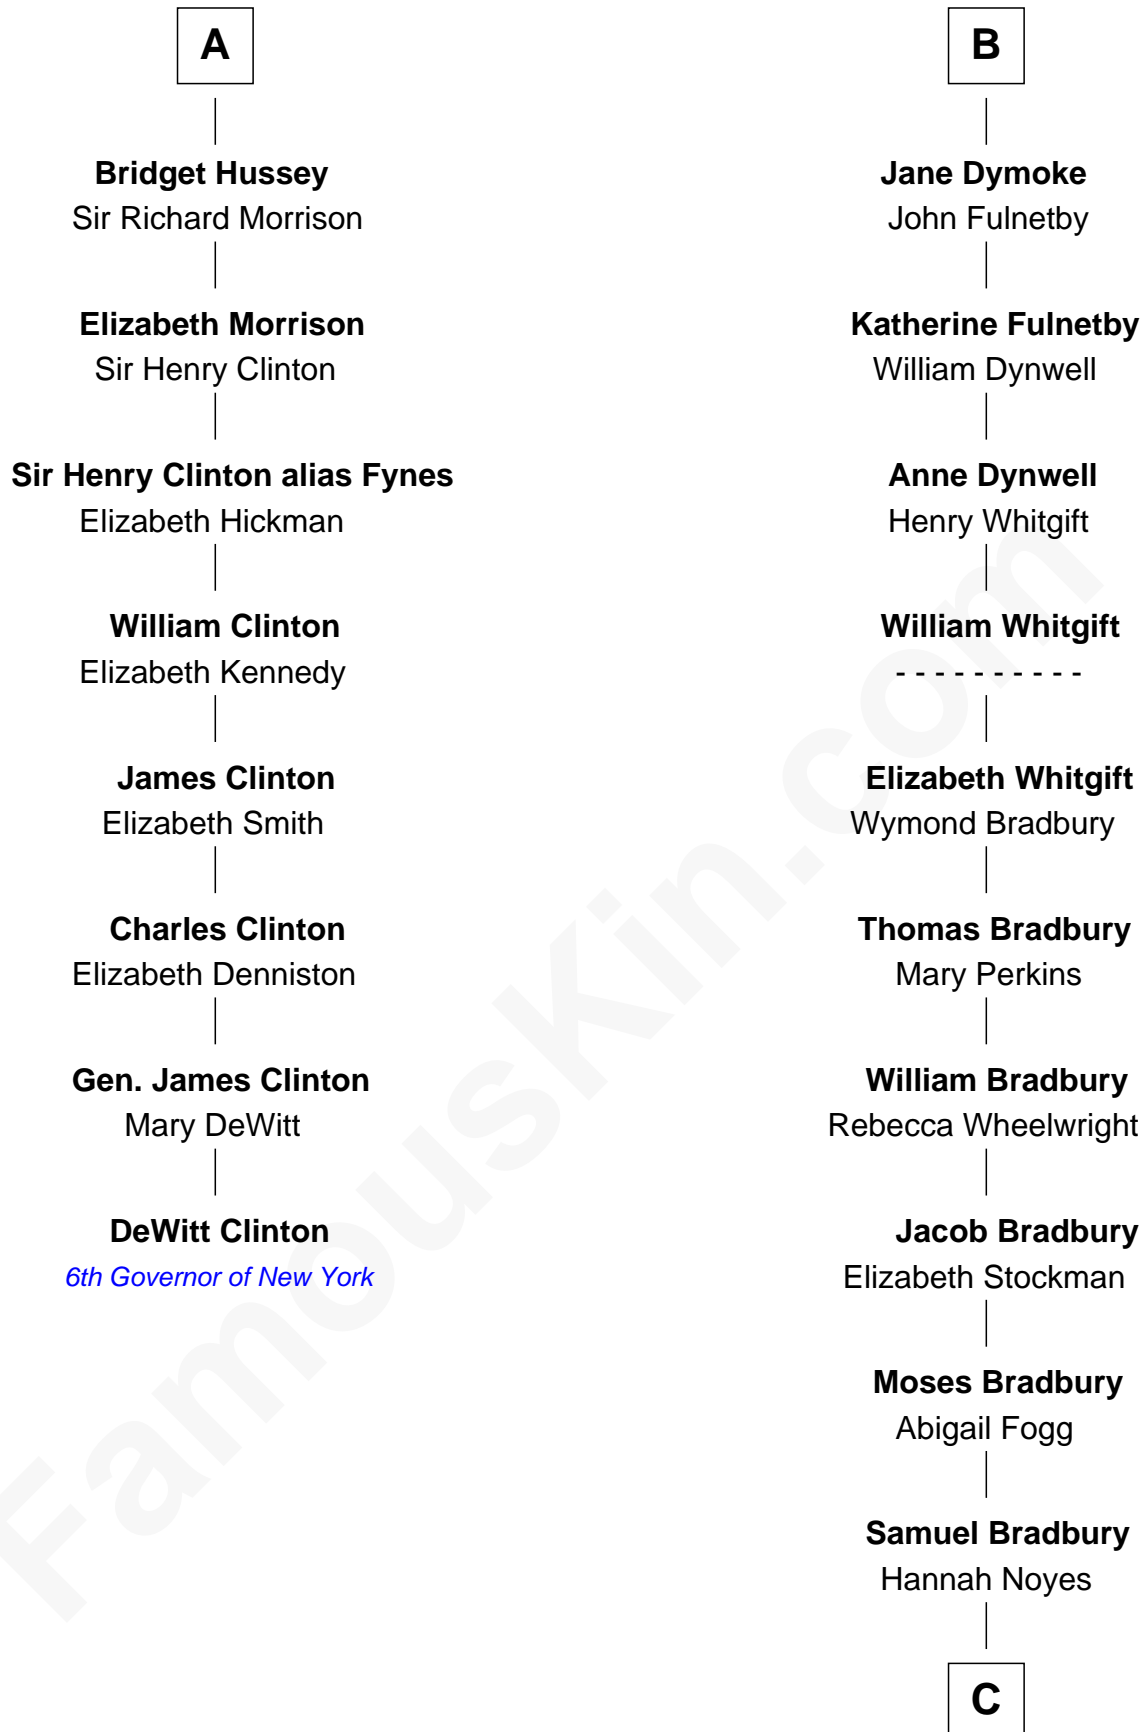 A
Bridget Hussey
Sir Richard Morrison
Elizabeth Morrison
Sir Henry Clinton
Sir Henry Clinton alias Fynes
Elizabeth Hickman
William Clinton
Elizabeth Kennedy
James Clinton
Elizabeth Smith
Charles Clinton
Elizabeth Denniston
Gen. James Clinton
Mary DeWitt
DeWitt Clinton
6th Governor of New York
B
Jane Dymoke
John Fulnetby
Katherine Fulnetby
William Dynwell
Anne Dynwell
Henry Whitgift
William Whitgift
- - - - - - - - - -
Elizabeth Whitgift
Wymond Bradbury
Thomas Bradbury
Mary Perkins
William Bradbury
Rebecca Wheelwright
Jacob Bradbury
Elizabeth Stockman
Moses Bradbury
Abigail Fogg
Samuel Bradbury
Hannah Noyes
C
FamousKin.com